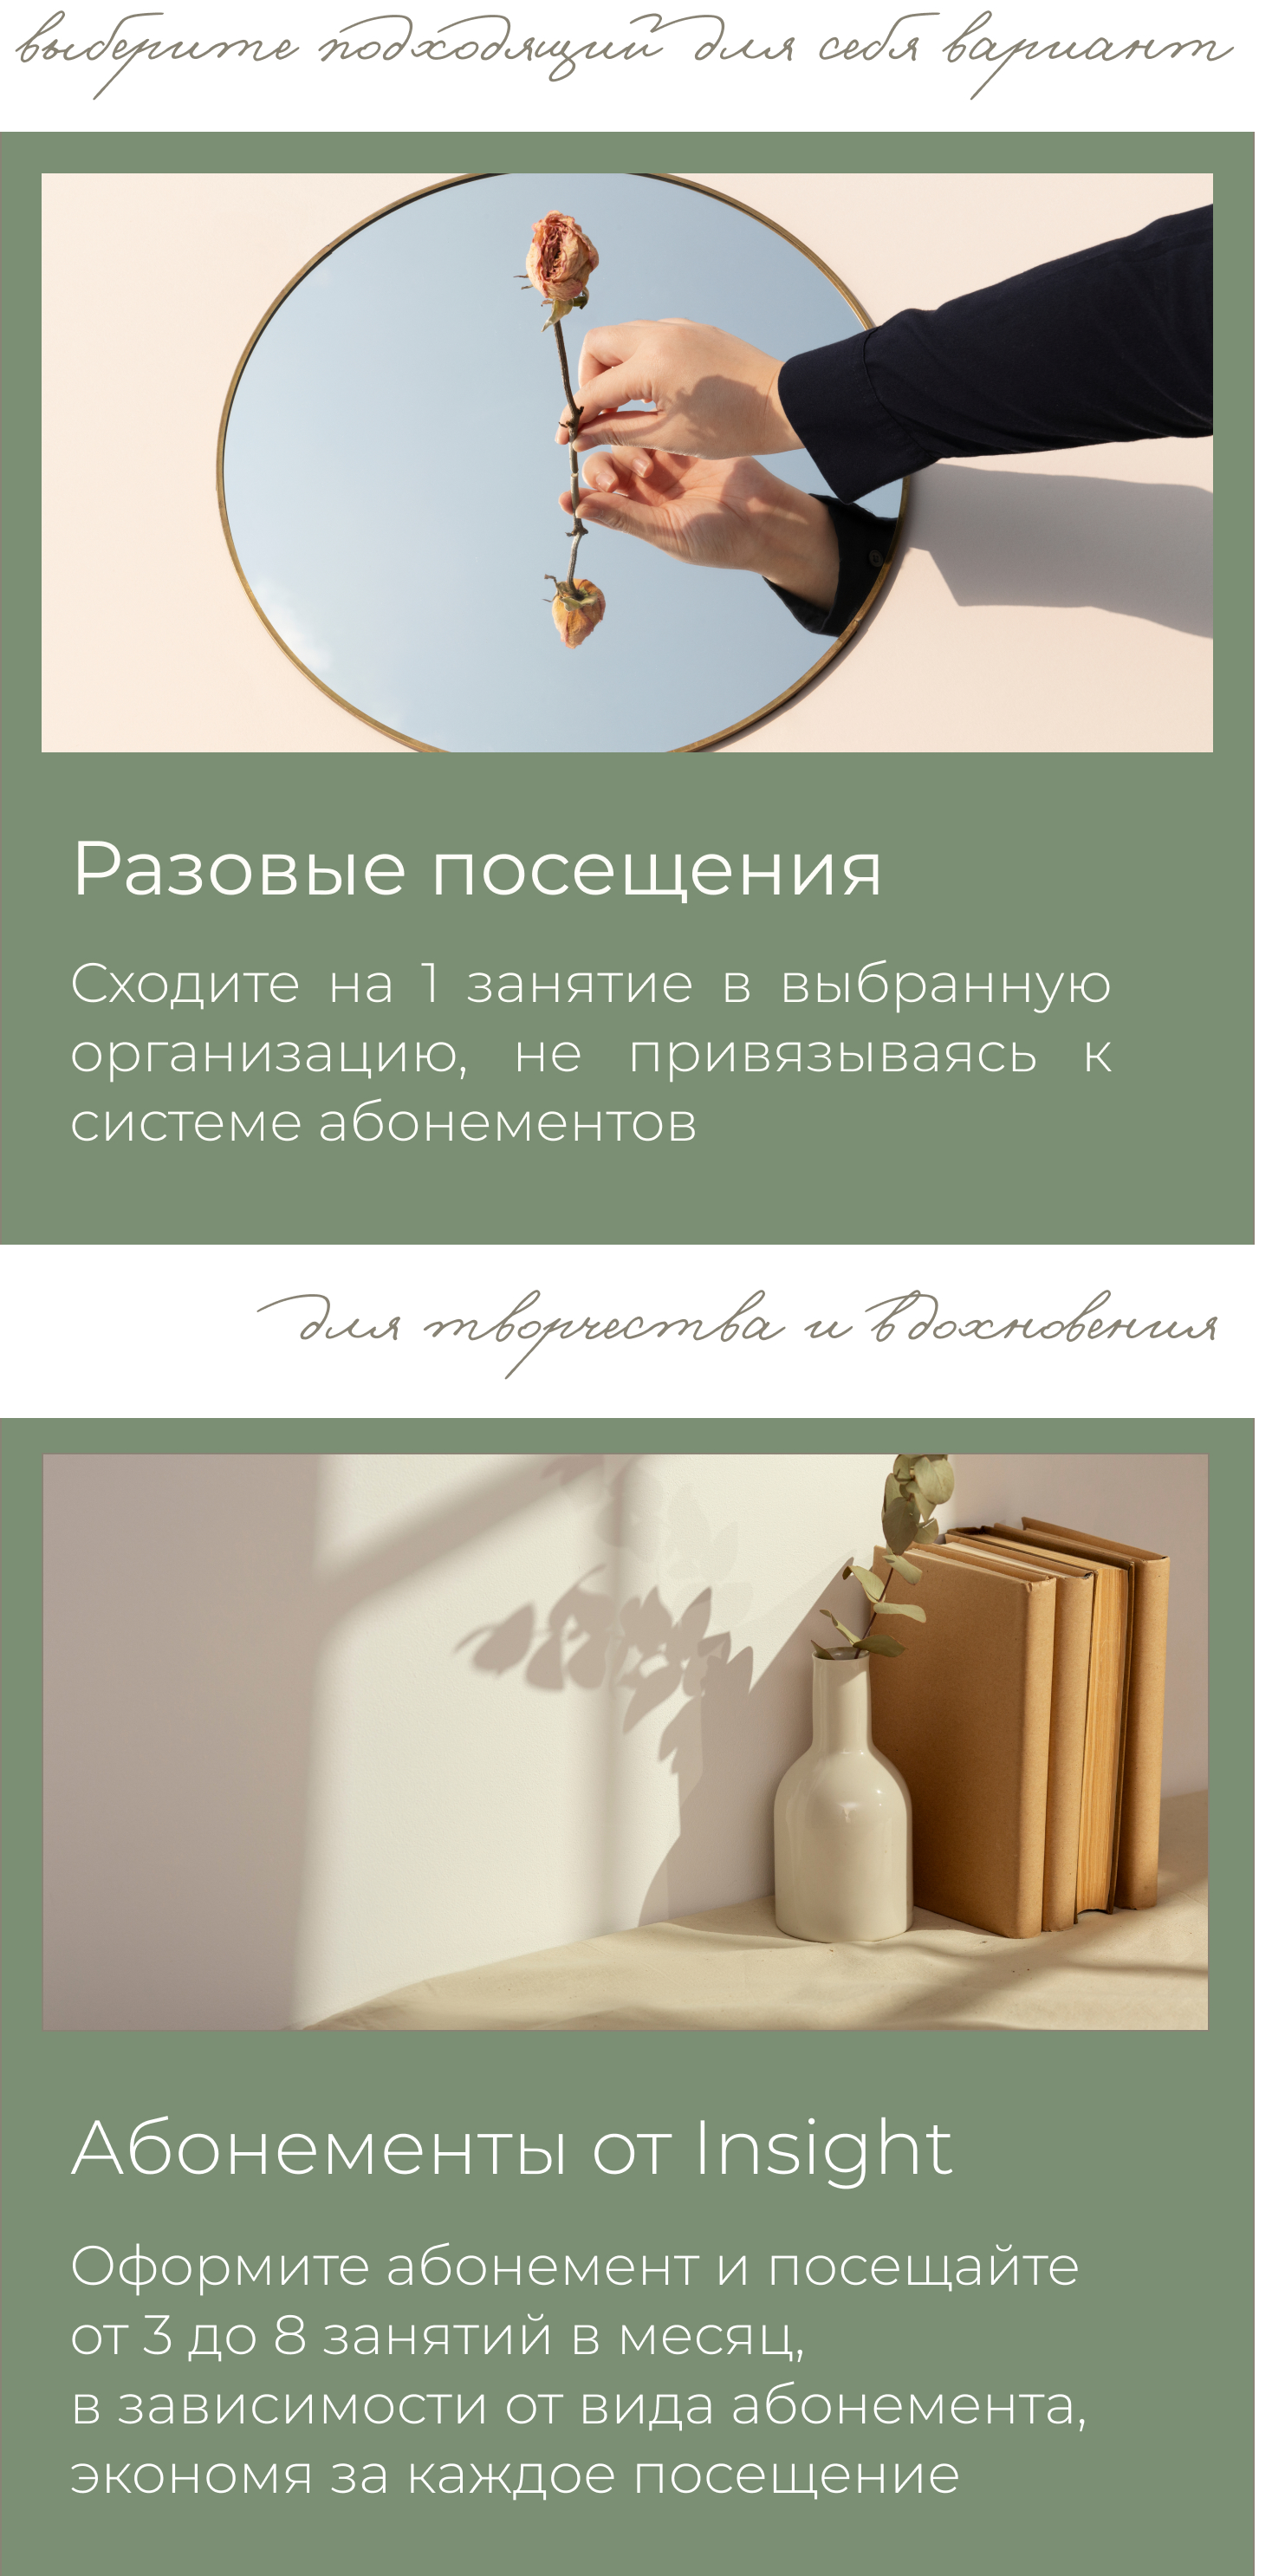 выберите подходящий для себя вариант
Разовые посещения
Сходите на 1 занятие в выбранную
организацию, не привязываясь к
системе абонементов
для творчества и вдохновения
Абонементы от Insight
Оформите абонемент и посещайте
от 3 до 8 занятий в месяц,
в зависимости от вида абонемента,
экономя за каждое посещение